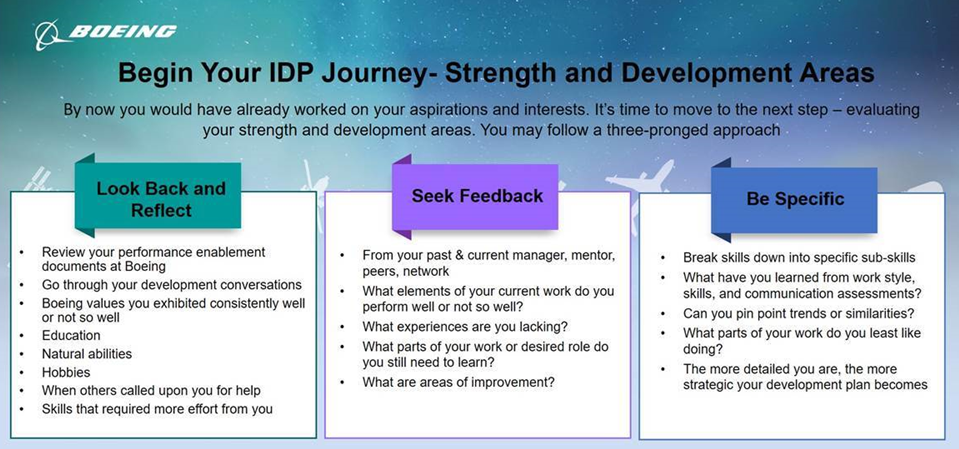 BOEING
Begin Your IDP Journey- Strength and Development Areas
By now you would have already worked on your aspirations and interests. It’s time to move to the next step – evaluating
your strength and development areas. You may follow a three-pronged approach
Look Back and
Reflect
• Review your performance enablement
documents at Boeing
• Go through your development conversations
• Boeing values you exhibited consistently well
or not so well
• Education
• Natural abilities
• Hobbies
• When others called upon you for help
• Skills that required more effort from you
Seek Feedback
• From your past & current manager, mentor,
peers, network
• What elements of your current work do you
perform well or not so well?
• What experiences are you lacking?
• What parts of your work or desired role do
you still need to learn?
• What are areas of improvement?
Be Specific
• Break skills down into specific sub-skills
• What have you learned from work style,
skills, and communication assessments?
• Can you pin point trends or similarities?
• What parts of your work do you least like
doing?
• The more detailed you are, the more
strategic your development plan becomes